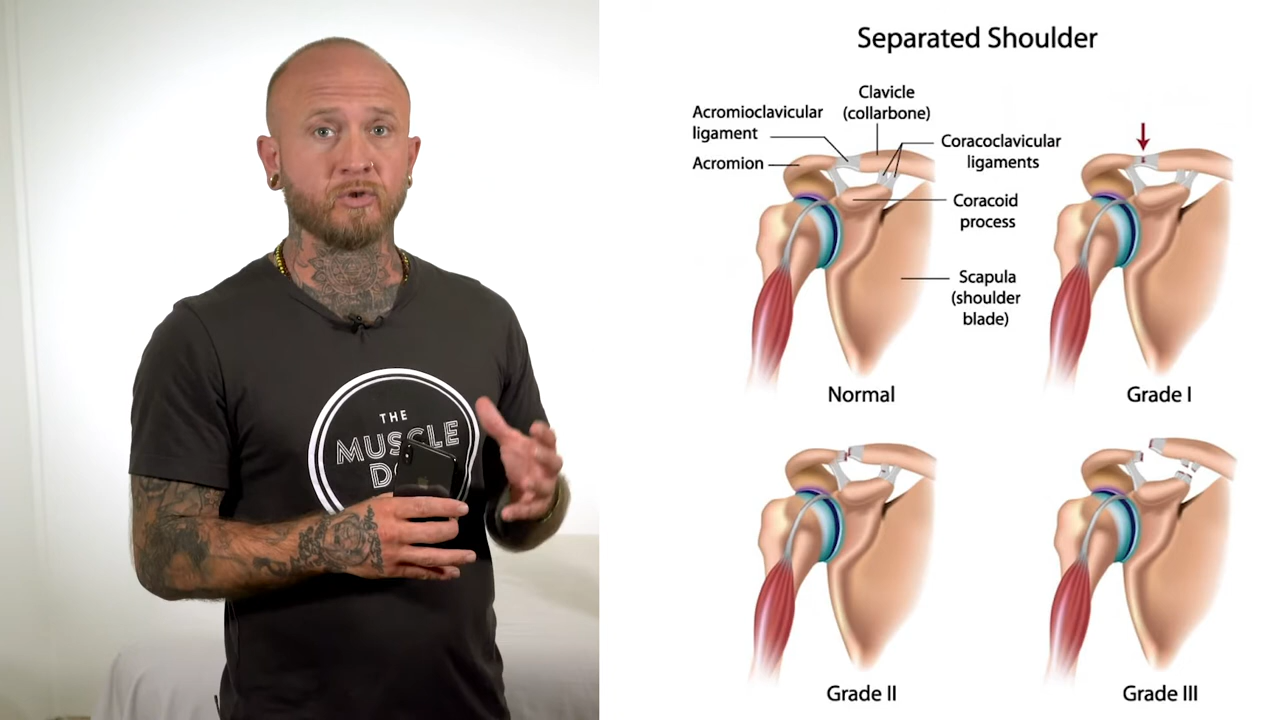 THE
MUSCLE
Separated Shoulder
Clavicle
(collarbone)
Acromioclavicular
ligament
Acromion
Coracoclavicular
ligaments
Coracoid
process
Scapula
(shoulder
blade)
Normal
Grade I
Grade II
Grade III